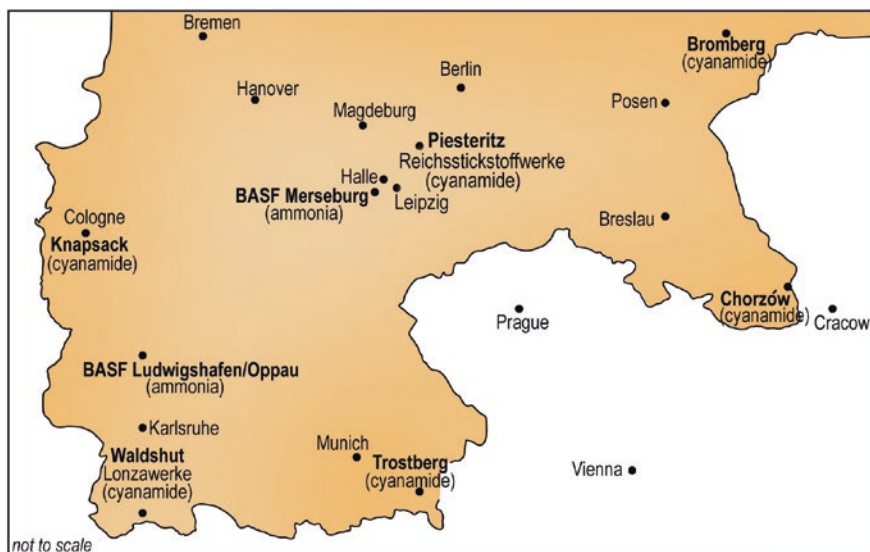 Bremen
Bromberg
(cyanamide)
Berlin
Hanover
Posen
Magdeburg
Piesteritz
Reichsstickstoffwerke
(cyanamide)
Halle
BASF Merseburg
(ammonia)
Leipzig
Cologne
Knapsack
(cyanamide)
Breslau
Chorzów
(cyanamide)
Prague
Cracow
BASF Ludwigshafen/Oppau
(ammonia)
Karlsruhe
Munich
Waldshut
Lonzawerke
(cyanamide)
Trostberg
(cyanamide)
Vienna
not to scale